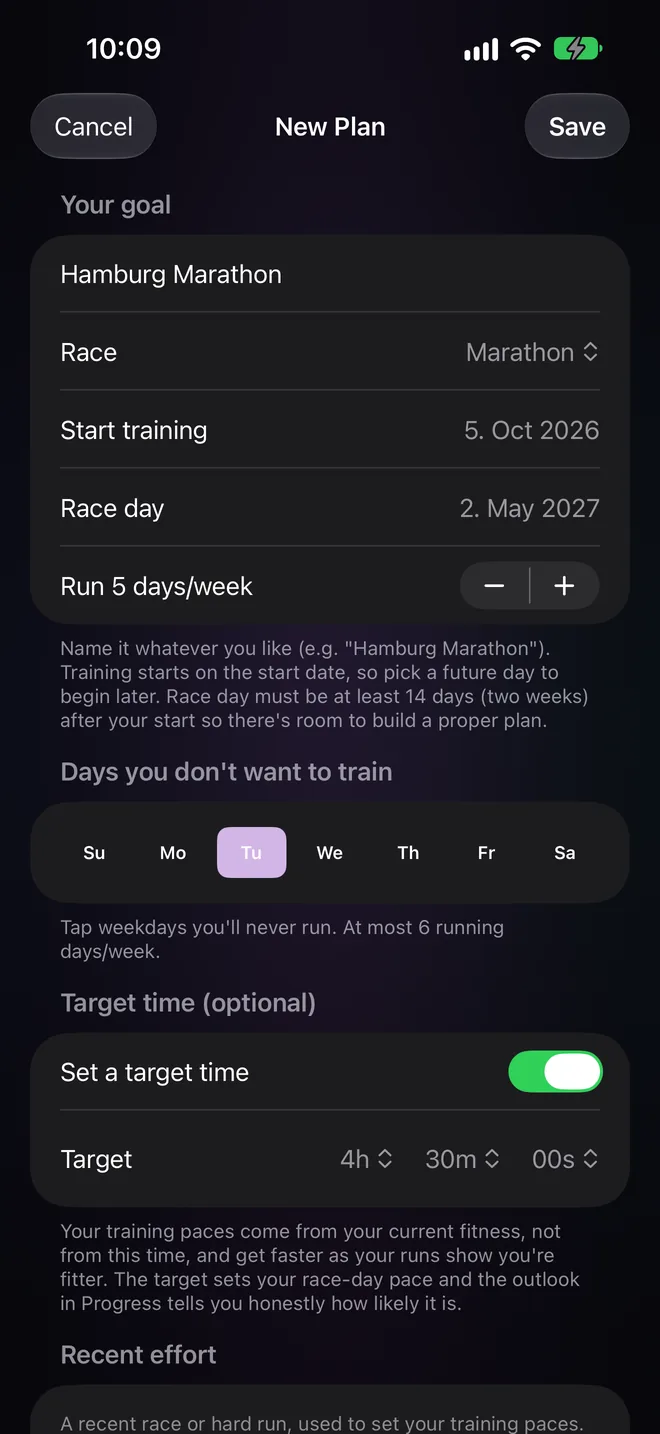 10:09
Cancel New Plan Save
Your goal
Hamburg Marathon
Race Marathon
Start training 5. Oct 2026
Race day 2. May 2027
Run 5 days/week − +
Name it whatever you like (e.g. "Hamburg Marathon").
Training starts on the start date, so pick a future day to
begin later. Race day must be at least 14 days (two weeks)
after your start so there's room to build a proper plan.
Days you don't want to train
Su Mo Tu We Th Fr Sa
Tap weekdays you'll never run. At most 6 running
days/week.
Target time (optional)
Set a target time
Target 4h 30m 00s
Your training paces come from your current fitness, not
from this time, and get faster as your runs show you're
fitter. The target sets your race-day pace and the outlook
in Progress tells you honestly how likely it is.
Recent effort
A recent race or hard run, used to set your training paces.